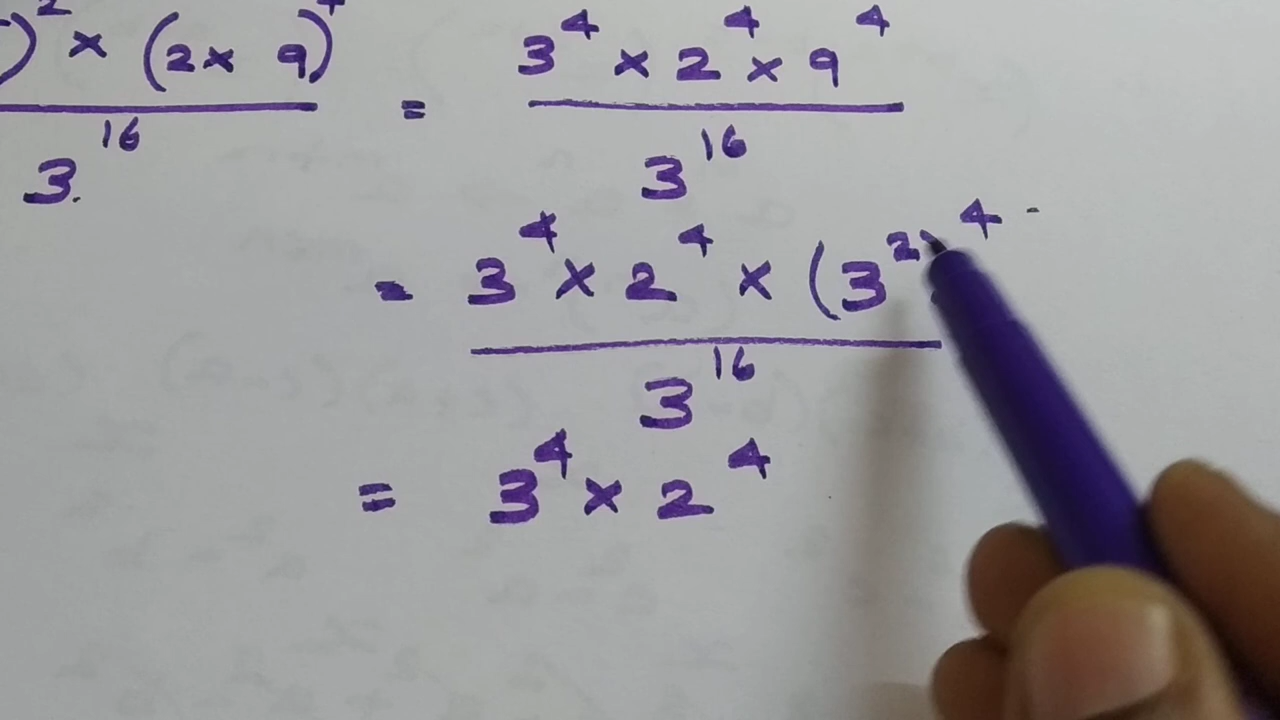 )² × (2 × 9)⁴ / 3¹⁶ = 3⁴ × 2⁴ × 9⁴ / 3¹⁶
= 3⁴ × 2⁴ × (3²)⁴ / 3¹⁶
= 3⁴ × 2⁴